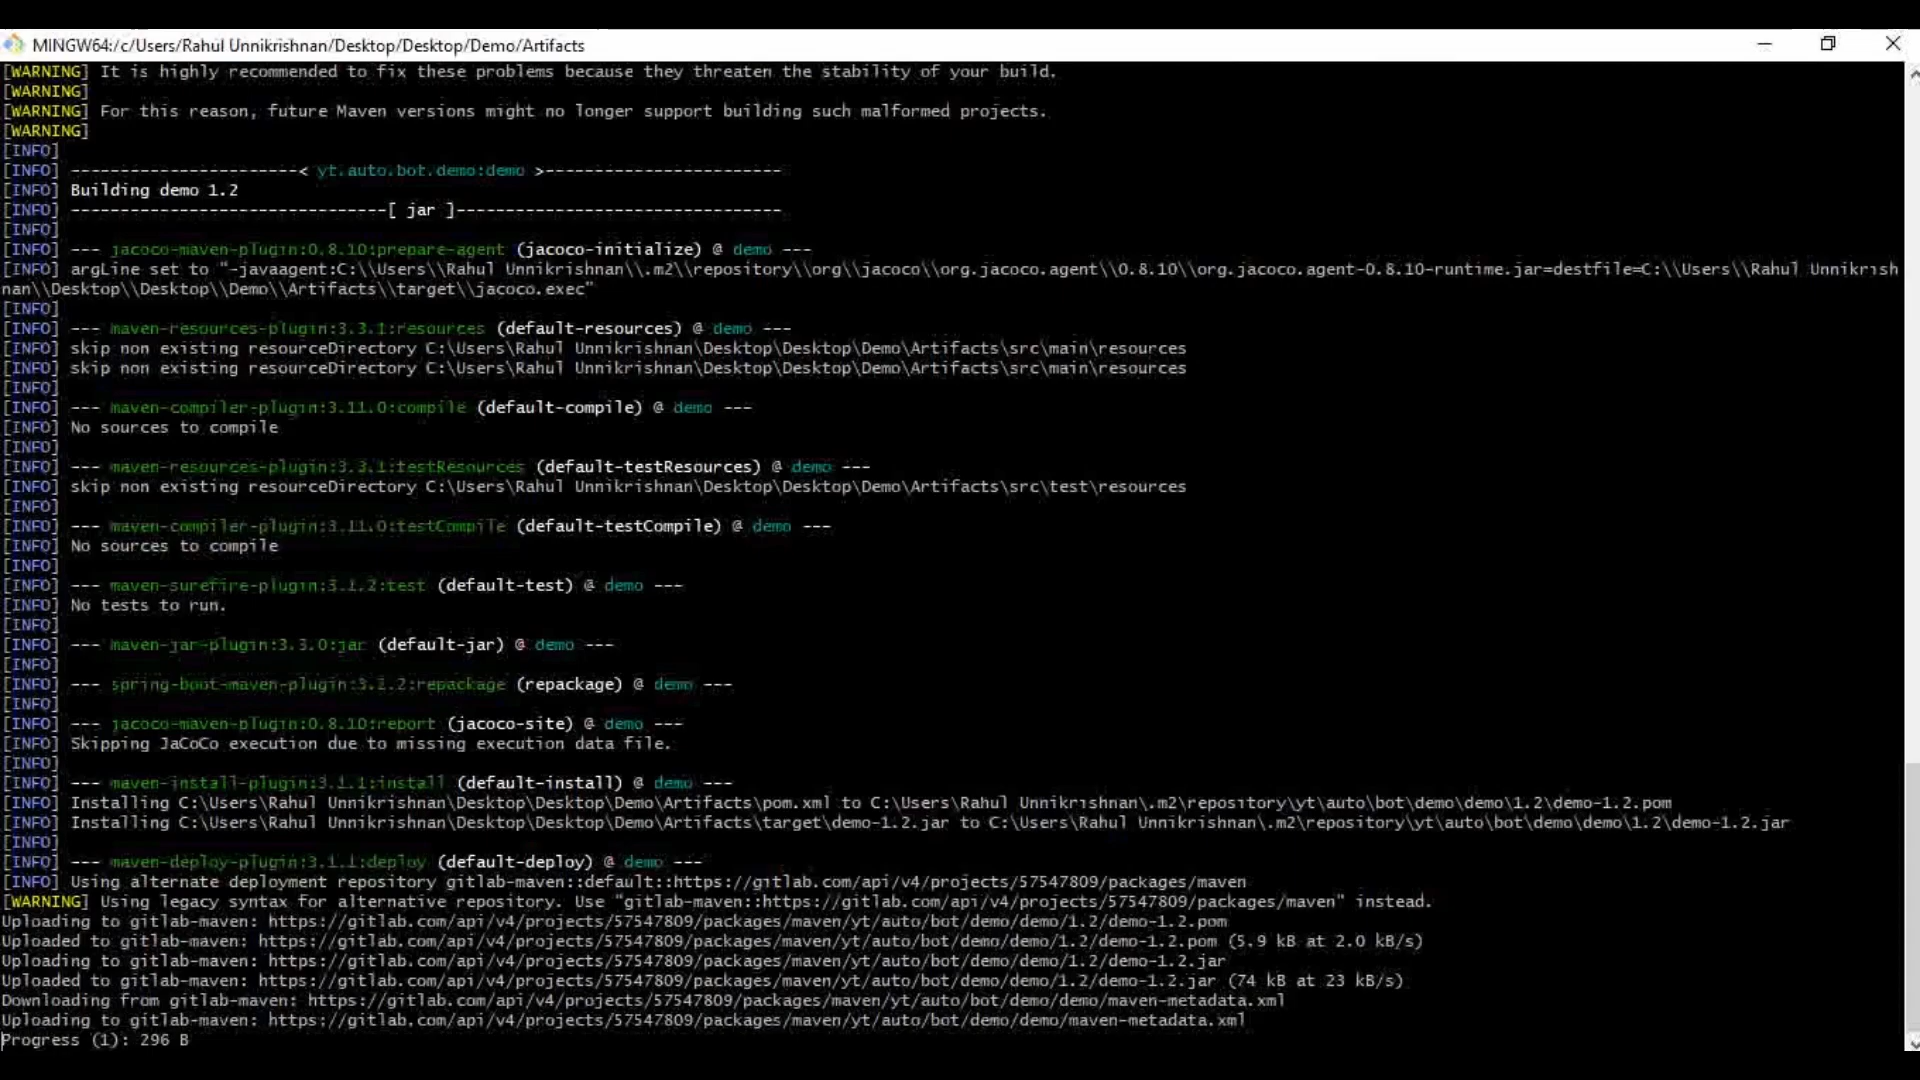 MINGW64:/c/Users/Rahul Unnikrishnan/Desktop/Desktop/Demo/Artifacts
[WARNING] It is highly recommended to fix these problems because they threaten the stability of your build.
[WARNING]
[WARNING] For this reason, future Maven versions might no longer support building such malformed projects.
[WARNING]
[INFO]
[INFO] -----------------------< yt.auto.bot.demo:demo >------------------------
[INFO] Building demo 1.2
[INFO] --------------------------------[ jar ]---------------------------------
[INFO]
[INFO] --- jacoco-maven-plugin:0.8.10:prepare-agent (jacoco-initialize) @ demo ---
[INFO] argLine set to "-javaagent:C:\\Users\\Rahul Unnikrishnan\\.m2\\repository\\org\\jacoco\\org.jacoco.agent\\0.8.10\\org.jacoco.agent-0.8.10-runtime.jar=destfile=C:\\Users\\Rahul Unnikrish
nan\\Desktop\\Desktop\\Demo\\Artifacts\\target\\jacoco.exec"
[INFO]
[INFO] --- maven-resources-plugin:3.3.1:resources (default-resources) @ demo ---
[INFO] skip non existing resourceDirectory C:\Users\Rahul Unnikrishnan\Desktop\Desktop\Demo\Artifacts\src\main\resources
[INFO] skip non existing resourceDirectory C:\Users\Rahul Unnikrishnan\Desktop\Desktop\Demo\Artifacts\src\main\resources
[INFO]
[INFO] --- maven-compiler-plugin:3.11.0:compile (default-compile) @ demo ---
[INFO] No sources to compile
[INFO]
[INFO] --- maven-resources-plugin:3.3.1:testResources (default-testResources) @ demo ---
[INFO] skip non existing resourceDirectory C:\Users\Rahul Unnikrishnan\Desktop\Desktop\Demo\Artifacts\src\test\resources
[INFO]
[INFO] --- maven-compiler-plugin:3.11.0:testCompile (default-testCompile) @ demo ---
[INFO] No sources to compile
[INFO]
[INFO] --- maven-surefire-plugin:3.1.2:test (default-test) @ demo ---
[INFO] No tests to run.
[INFO]
[INFO] --- maven-jar-plugin:3.3.0:jar (default-jar) @ demo ---
[INFO]
[INFO] --- spring-boot-maven-plugin:3.2.2:repackage (repackage) @ demo ---
[INFO]
[INFO] --- jacoco-maven-plugin:0.8.10:report (jacoco-site) @ demo ---
[INFO] Skipping JaCoCo execution due to missing execution data file.
[INFO]
[INFO] --- maven-install-plugin:3.1.1:install (default-install) @ demo ---
[INFO] Installing C:\Users\Rahul Unnikrishnan\Desktop\Desktop\Demo\Artifacts\pom.xml to C:\Users\Rahul Unnikrishnan\.m2\repository\yt\auto\bot\demo\demo\1.2\demo-1.2.pom
[INFO] Installing C:\Users\Rahul Unnikrishnan\Desktop\Desktop\Demo\Artifacts\target\demo-1.2.jar to C:\Users\Rahul Unnikrishnan\.m2\repository\yt\auto\bot\demo\demo\1.2\demo-1.2.jar
[INFO]
[INFO] --- maven-deploy-plugin:3.1.1:deploy (default-deploy) @ demo ---
[INFO] Using alternate deployment repository gitlab-maven::default::https://gitlab.com/api/v4/projects/57547809/packages/maven
[WARNING] Using legacy syntax for alternative repository. Use "gitlab-maven::https://gitlab.com/api/v4/projects/57547809/packages/maven" instead.
Uploading to gitlab-maven: https://gitlab.com/api/v4/projects/57547809/packages/maven/yt/auto/bot/demo/demo/1.2/demo-1.2.pom
Uploaded to gitlab-maven: https://gitlab.com/api/v4/projects/57547809/packages/maven/yt/auto/bot/demo/demo/1.2/demo-1.2.pom (5.9 kB at 2.0 kB/s)
Uploading to gitlab-maven: https://gitlab.com/api/v4/projects/57547809/packages/maven/yt/auto/bot/demo/demo/1.2/demo-1.2.jar
Uploaded to gitlab-maven: https://gitlab.com/api/v4/projects/57547809/packages/maven/yt/auto/bot/demo/demo/1.2/demo-1.2.jar (74 kB at 23 kB/s)
Downloading from gitlab-maven: https://gitlab.com/api/v4/projects/57547809/packages/maven/yt/auto/bot/demo/demo/maven-metadata.xml
Uploading to gitlab-maven: https://gitlab.com/api/v4/projects/57547809/packages/maven/yt/auto/bot/demo/demo/maven-metadata.xml
Progress (1): 296 B